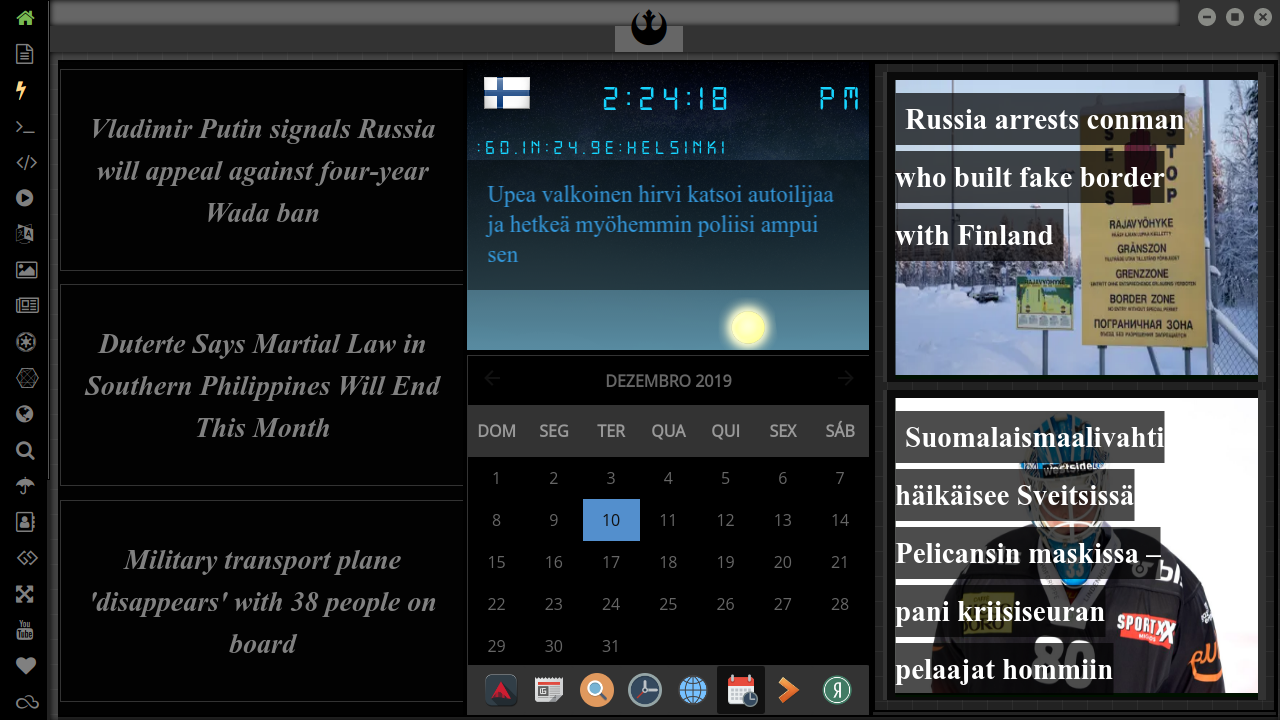 Vladimir Putin signals Russia
will appeal against four-year
Wada ban
Duterte Says Martial Law in
Southern Philippines Will End
This Month
Military transport plane
'disappears' with 38 people on
board
2:24:18 PM
:60.1N:24.9E:HELSINKI
Upea valkoinen hirvi katsoi autoilijaa
ja hetkeä myöhemmin poliisi ampui
sen
DEZEMBRO 2019
DOM SEG TER QUA QUI SEX SÁB
1 2 3 4 5 6 7
8 9 10 11 12 13 14
15 16 17 18 19 20 21
22 23 24 25 26 27 28
29 30 31
Russia arrests conman
who built fake border
with Finland
RAJAVYÖHYKE
GRÄNSZON
GRENZZONE
BORDER ZONE
ПОГРАНИЧНАЯ ЗОНА
Suomalaismaalivahti
häikäisee Sveitsissä
Pelicansin maskissa –
pani kriisiseuran
pelaajat hommiin
SPORTXX
80
You
Tube
Я